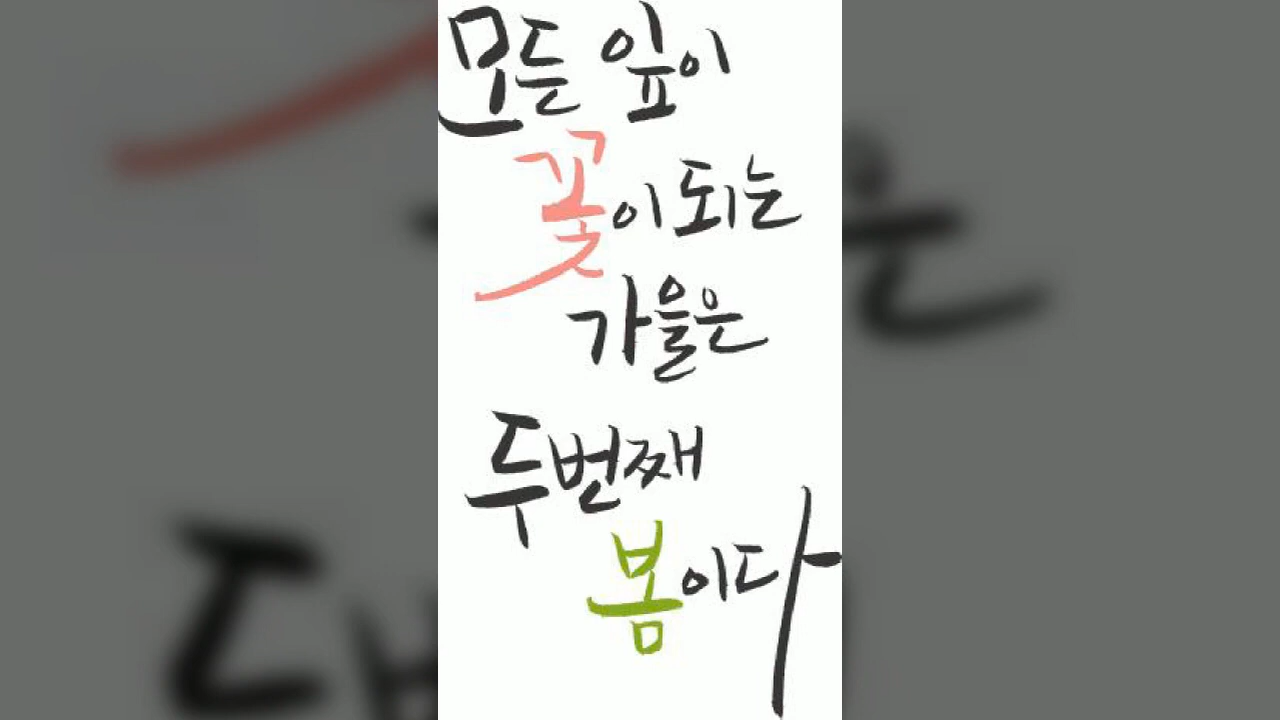 모든 잎이
꽃이 되는
가을은
두번째
봄이다